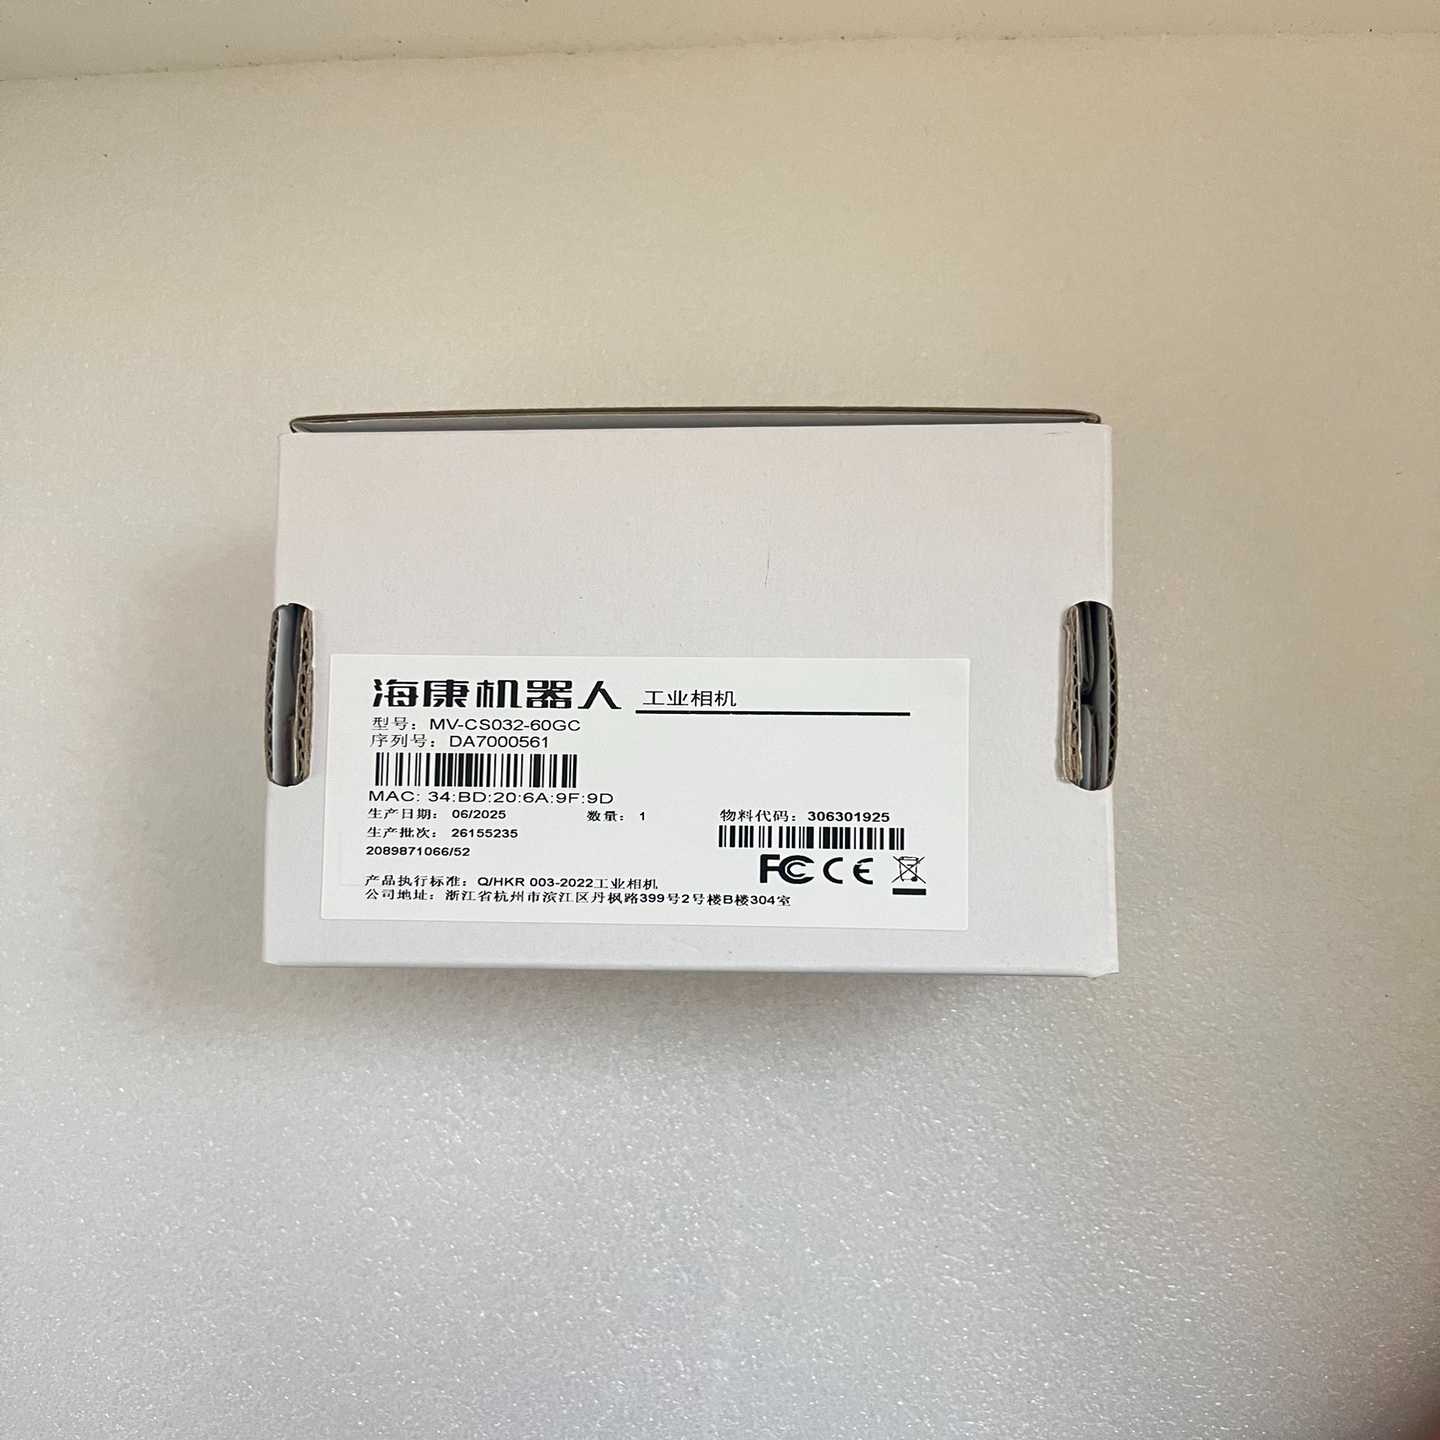 海康机器人 工业相机
型号: MV-CS032-60GC
序列号: DA7000561
MAC: 34:BD:20:6A:9F:9D
生产日期: 06/2025 数量: 1 物料代码: 306301925
生产批次: 26155235
2089871066/52
FC CE
产品执行标准: Q/HKR 003-2022工业相机
公司地址: 浙江省杭州市滨江区丹枫路399号2号楼B楼304室